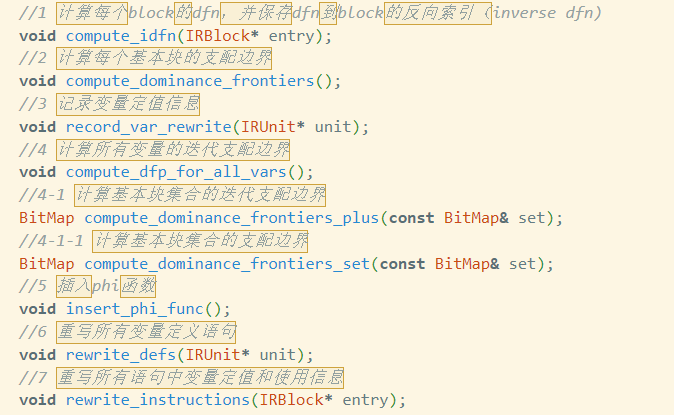 //1 计算每个block的dfn，并保存dfn到block的反向索引（inverse dfn)
void compute_idfn(IRBlock* entry);
//2 计算每个基本块的支配边界
void compute_dominance_frontiers();
//3 记录变量定值信息
void record_var_rewrite(IRUnit* unit);
//4 计算所有变量的迭代支配边界
void compute_dfp_for_all_vars();
//4-1 计算基本块集合的迭代支配边界
BitMap compute_dominance_frontiers_plus(const BitMap& set);
//4-1-1 计算基本块集合的支配边界
BitMap compute_dominance_frontiers_set(const BitMap& set);
//5 插入phi函数
void insert_phi_func();
//6 重写所有变量定义语句
void rewrite_defs(IRUnit* unit);
//7 重写所有语句中变量定值和使用信息
void rewrite_instructions(IRBlock* entry);